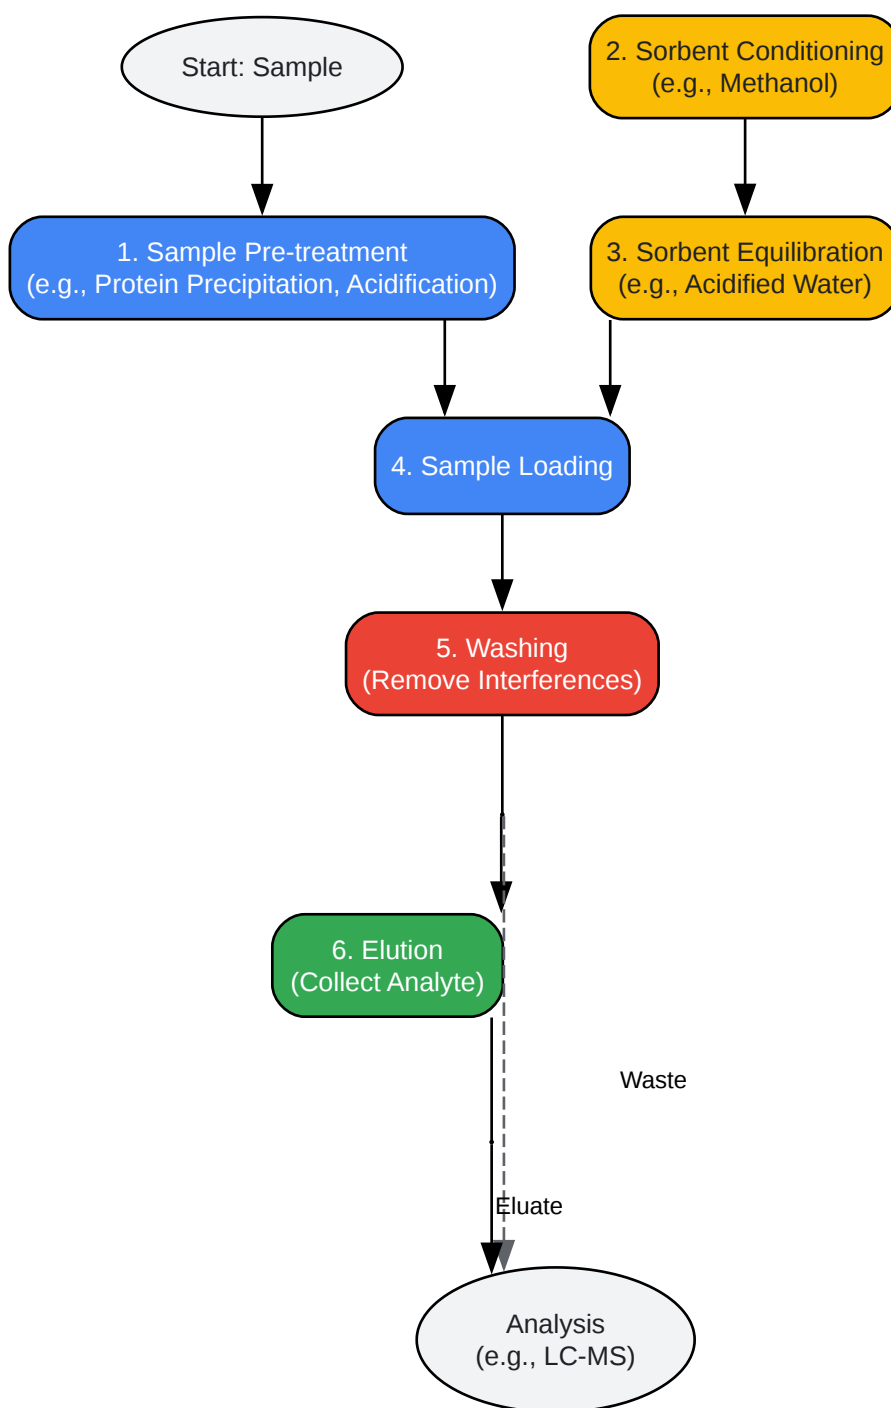 Start: Sample
2. Sorbent Conditioning
(e.g., Methanol)
1. Sample Pre-treatment
(e.g., Protein Precipitation, Acidification)
3. Sorbent Equilibration
(e.g., Acidified Water)
4. Sample Loading
5. Washing
(Remove Interferences)
6. Elution
(Collect Analyte)
Waste
Eluate
Analysis
(e.g., LC-MS)